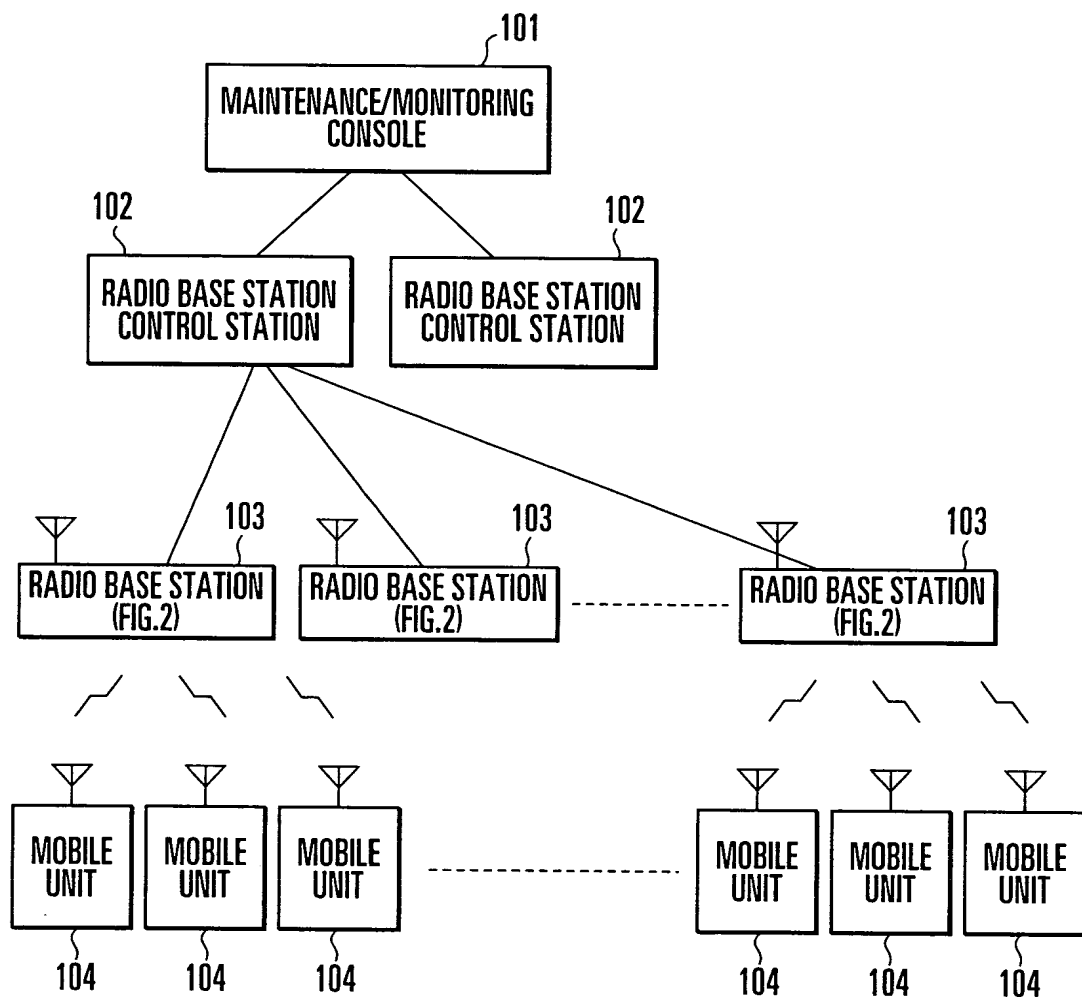 101
MAINTENANCE/MONITORING
CONSOLE
102
102
RADIO BASE STATION
CONTROL STATION
RADIO BASE STATION
CONTROL STATION
103
103
103
RADIO BASE STATION
(FIG.2)
RADIO BASE STATION
(FIG.2)
RADIO BASE STATION
(FIG.2)
MOBILE
UNIT
MOBILE
UNIT
MOBILE
UNIT
MOBILE
UNIT
MOBILE
UNIT
MOBILE
UNIT
104
104
104
104
104
104